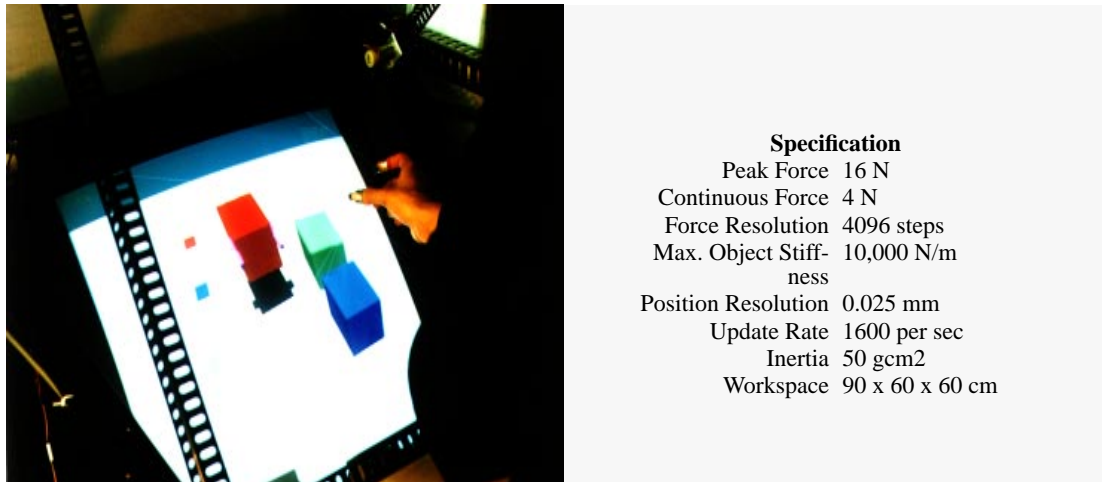 Specification
Peak Force 16 N
Continuous Force 4 N
Force Resolution 4096 steps
Max. Object Stiff- 10,000 N/m
ness
Position Resolution 0.025 mm
Update Rate 1600 per sec
Inertia 50 gcm2
Workspace 90 x 60 x 60 cm